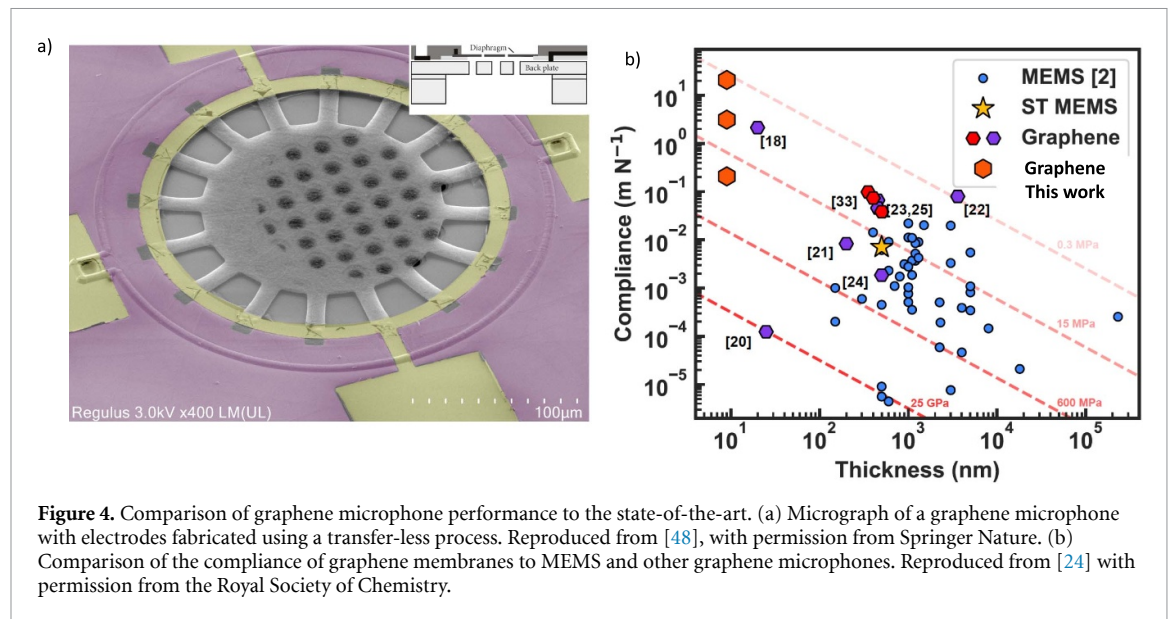 a)
Diaphragm
Back plate
Regulus 3.0kV x400 LM(UL)
100µm
b)
Compliance (m N⁻¹)
10¹
10⁰
10⁻¹
10⁻²
10⁻³
10⁻⁴
10⁻⁵
MEMS [2]
ST MEMS
Graphene
Graphene
This work
[18]
[33]
[23,25]
[22]
[21]
[24]
[20]
0.3 MPa
15 MPa
600 MPa
25 GPa
10¹
10²
10³
10⁴
10⁵
Thickness (nm)
Figure 4. Comparison of graphene microphone performance to the state-of-the-art. (a) Micrograph of a graphene microphone
with electrodes fabricated using a transfer-less process. Reproduced from [48], with permission from Springer Nature. (b)
Comparison of the compliance of graphene membranes to MEMS and other graphene microphones. Reproduced from [24] with
permission from the Royal Society of Chemistry.